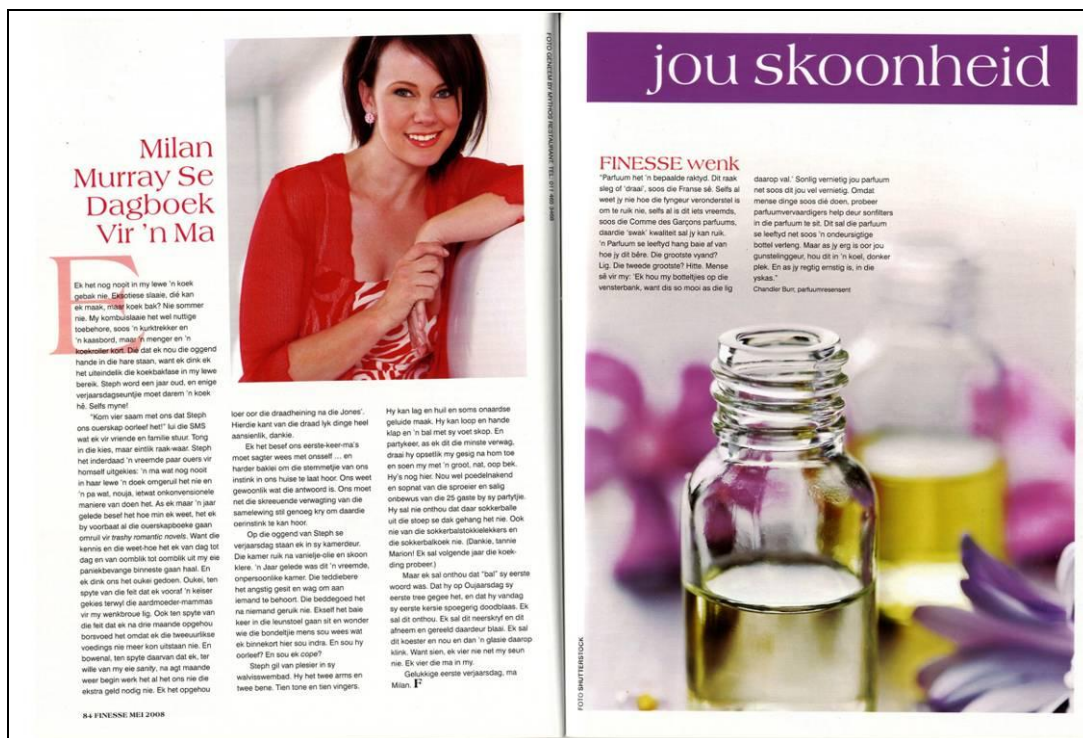 Milan
Murray Se
Dagboek
Vir 'n Ma
Ek het nog nooit in my lewe 'n koek
gebak nie. Eksotiese slaaie, dié kan
ek maak, maar koek bak? Nie sommer
nie. My kombuislaaie het wel nuttige
toebehore, soos 'n kurktrekker en
'n kaasbord, maar 'n menger en 'n
koekroller kort. Dié dat ek nou die oggend
hande in die hare staan, want ek dink ek
het uiteindelik die koekbakfase in my lewe
bereik. Steph word een jaar oud, en enige
verjaarsdagseuntjie moet darem 'n koek
hê. Selfs myne!
"Kom vier saam met ons dat Steph
ons ouerskap oorleef het!" lui die SMS
wat ek vir vriende en familie stuur. Tong
in die kies, maar eintlik raak-waar. Steph
het inderdaad 'n vreemde paar ouers vir
homself uitgekies: 'n ma wat nog nooit
in haar lewe 'n doek omgeruil het nie en
'n pa wat, nouja, ietwat onkonvensionele
maniere van doen het. As ek maar 'n jaar
gelede besef het hoe min ek weet, het ek
by voorbaat al die ouerskapboeke gaan
omruil vir trashy romantic novels. Want die
kennis en die weet-hoe het ek van dag tot
dag en van oomblik tot oomblik uit my eie
paniekbevange binneste gaan haal. En
ek dink ons het oukei gedoen. Oukei, ten
spyte van die feit dat ek vooraf 'n keiser
gekies terwyl die aardmoeder-mammas
vir my wenkbroue lig. Ook ten spyte van
die feit dat ek na drie maande opgehou
borsvoed het omdat ek die tweeuurlikse
voedings nie meer kon uitstaan nie. En
bowenal, ten spyte daarvan dat ek, ter
wille van my eie sanity, na agt maande
weer begin werk het al het ons nie die
ekstra geld nodig nie. Ek het opgehou
84 FINESSE MEI 2008
FOTO GENEEM BY MYTHOS RESTAURANT TEL: 011
loer oor die draadheining na die Jones'.
Hierdie kant van die draad lyk dinge heel
aansienlik, dankie.
Ek het besef ons eerste-keer-ma's
moet sagter wees met onsself ... en
harder baklei om die stemmetjie van ons
instink in ons huise te laat hoor. Ons weet
gewoonlik wat die antwoord is. Ons moet
net die skreeuende verwagting van die
samelewing stil genoeg kry om daardie
oerinstink te kan hoor.
Op die oggend van Steph se
verjaarsdag staan ek in sy kamerdeur.
Die kamer ruik na vanielje-olie en skoon
klere. 'n Jaar gelede was dit 'n vreemde,
onpersoonlike kamer. Die teddiebere
het angstig gesit en wag om aan
iemand te behoort. Die beddegoed het
na niemand geruik nie. Ekself het baie
keer in die leunstoel gaan sit en wonder
wie die bondeltjie mens sou wees wat
ek binnekort hier sou indra. En sou hy
oorleef? En sou ek cope?
Steph gil van plesier in sy
walvisswembad. Hy het twee arms en
twee bene. Tien tone en tien vingers.
Hy kan lag en huil en soms onaardse
geluide maak. Hy kan loop en hande
klap en 'n bal met sy voet skop. En
partykeer, as ek dit die minste verwag,
draai hy opsetlik my gesig na hom toe
en soen my met 'n groot, nat, oop bek.
Hy's nog hier. Nou wel poedelnakend
en sopnat van die sproeier en salig
onbewus van die 25 gaste by sy partytjie.
Hy sal nie onthou dat daar sokkerballe
uit die stoep se dak gehang het nie. Ook
nie van die sokkerbalstokkielekkers en
die sokkerbalkoek nie. (Dankie, tannie
Marion! Ek sal volgende jaar die koek-
ding probeer.)
Maar ek sal onthou dat "bal" sy eerste
woord was. Dat hy op Oujaarsdag sy
eerste tree gegee het, en dat hy vandag
sy eerste kersie spoegerig doodblaas. Ek
sal dit onthou. Ek sal dit neerskryf en dit
afneem en gereeld daardeur blaai. Ek sal
dit koester en nou en dan 'n glasie daarop
klink. Want sien, ek vier nie net my seun
nie. Ek vier die ma in my.
Gelukkige eerste verjaarsdag, ma
Milan. F
jou skoonheid
FINESSE wenk
"Parfuum het 'n bepaalde raktyd. Dit raak
sleg of 'draai', soos die Franse sê. Selfs al
weet jy nie hoe die fyngeur veronderstel is
om te ruik nie, selfs al is dit iets vreemds,
soos die Comme des Garçons parfuums,
daardie 'swak' kwaliteit sal jy kan ruik.
'n Parfuum se leeftyd hang baie af van
hoe jy dit bêre. Die grootste vyand?
Lig. Die tweede grootste? Hitte. Mense
sê vir my: 'Ek hou my botteltjies op die
vensterbank, want dis so mooi as die lig
daarop val.' Sonlig vernietig jou parfuum
net soos dit jou vel vernietig. Omdat
mense dinge soos dié doen, probeer
parfuumvervaardigers help deur sonfilters
in die parfuum te sit. Dit sal die parfuum
se leeftyd net soos 'n ondeursigtige
bottel verleng. Maar as jy erg is oor jou
gunstelinggeur, hou dit in 'n koel, donker
plek. En as jy regtig ernstig is, in die
yskas."
Chandler Burr, parfuumresensent
FOTO SHUTTERSTOCK